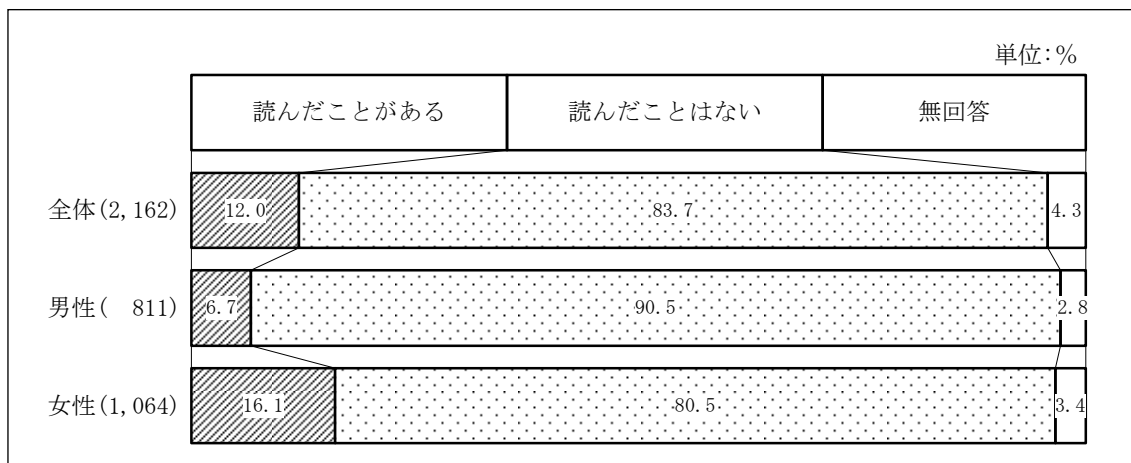 単位:%
読んだことがある 読んだことはない 無回答
全体(2,162) 12.0 83.7 4.3
男性( 811) 6.7 90.5 2.8
女性(1,064) 16.1 80.5 3.4